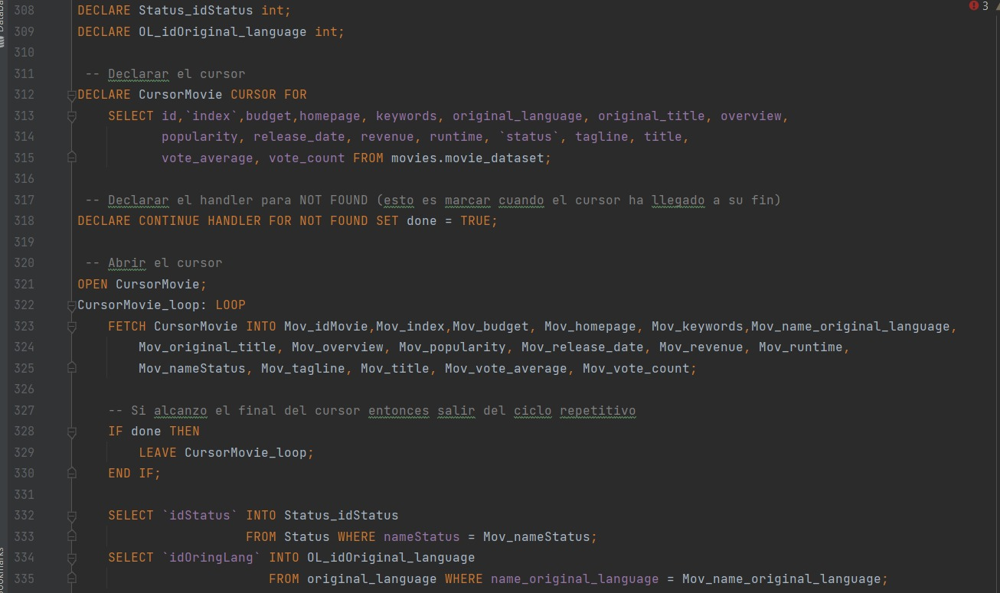 308 DECLARE Status_idStatus int;
309 DECLARE OL_idOriginal_language int;
310
311 -- Declarar el cursor
312 DECLARE CursorMovie CURSOR FOR
313 SELECT id,`index`,budget,homepage, keywords, original_language, original_title, overview,
314 popularity, release_date, revenue, runtime, `status`, tagline, title,
315 vote_average, vote_count FROM movies.movie_dataset;
316
317 -- Declarar el handler para NOT FOUND (esto es marcar cuando el cursor ha llegado a su fin)
318 DECLARE CONTINUE HANDLER FOR NOT FOUND SET done = TRUE;
319
320 -- Abrir el cursor
321 OPEN CursorMovie;
322 CursorMovie_loop: LOOP
323 FETCH CursorMovie INTO Mov_idMovie,Mov_index,Mov_budget, Mov_homepage, Mov_keywords,Mov_name_original_language,
324 Mov_original_title, Mov_overview, Mov_popularity, Mov_release_date, Mov_revenue, Mov_runtime,
325 Mov_nameStatus, Mov_tagline, Mov_title, Mov_vote_average, Mov_vote_count;
326
327 -- Si alcanzo el final del cursor entonces salir del ciclo repetitivo
328 IF done THEN
329 LEAVE CursorMovie_loop;
330 END IF;
331
332 SELECT `idStatus` INTO Status_idStatus
333 FROM Status WHERE nameStatus = Mov_nameStatus;
334 SELECT `idOringLang` INTO OL_idOriginal_language
335 FROM original_language WHERE name_original_language = Mov_name_original_language;
3